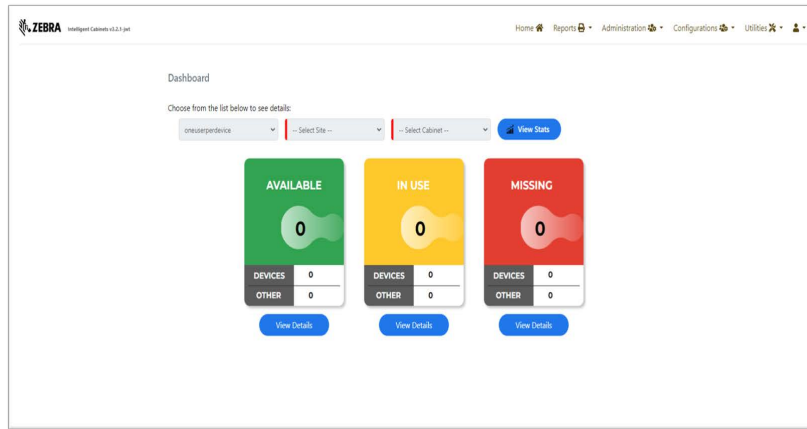 ZEBRA Intelligent Cabinets v3.2.1-jwt Home Reports Administration Configurations Utilities
Dashboard
Choose from the list below to see details:
oneuserperdevice -- Select Site -- -- Select Cabinet -- View Stats
AVAILABLE IN USE MISSING
0 0 0
DEVICES 0 DEVICES 0 DEVICES 0
OTHER 0 OTHER 0 OTHER 0
View Details View Details View Details